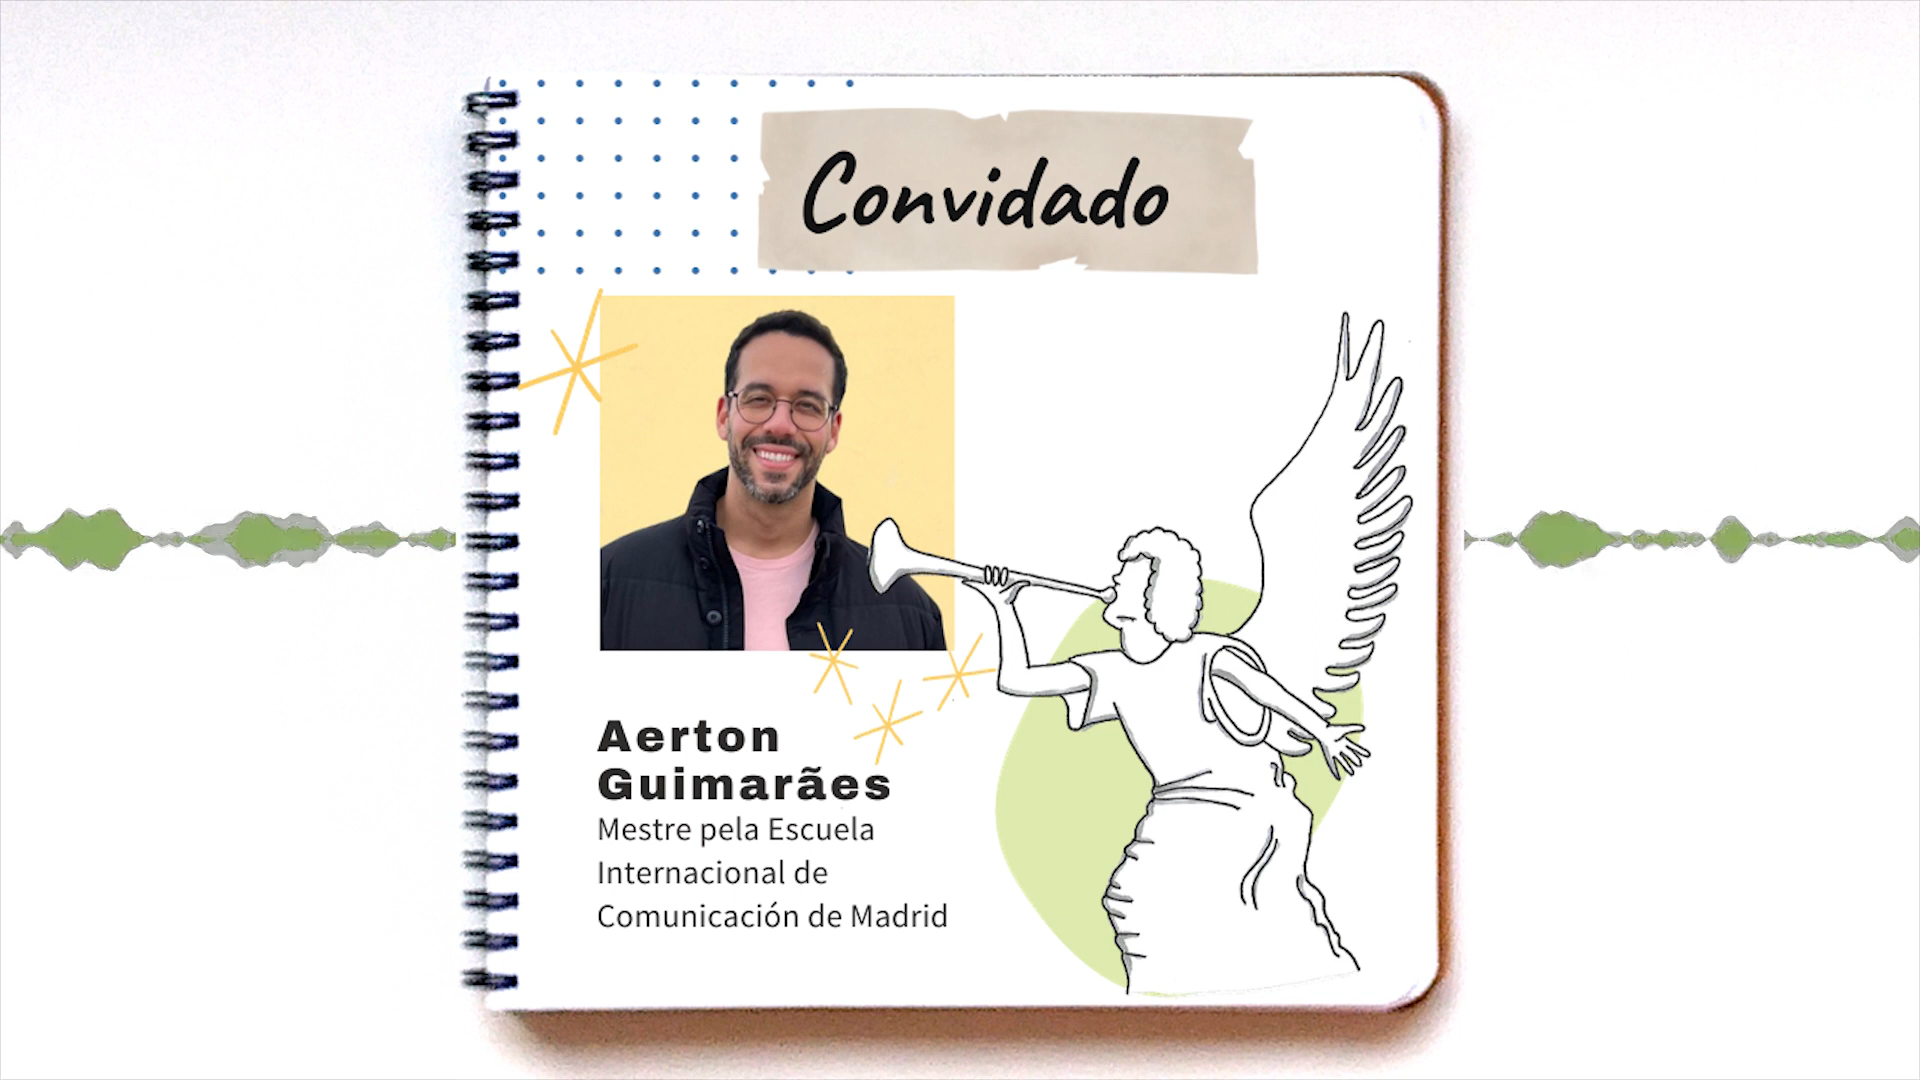 Convidado
Aerton
Guimarães
Mestre pela Escuela
Internacional de
Comunicación de Madrid